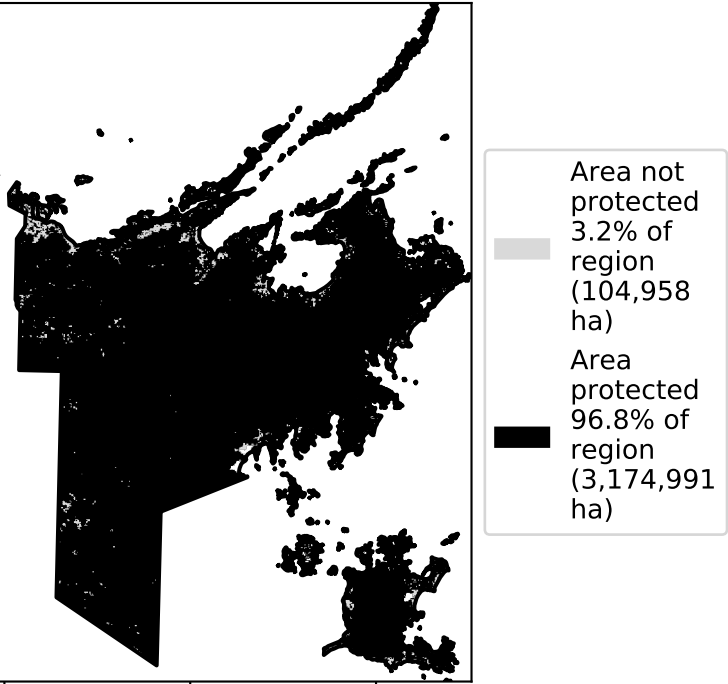 Area not
protected
3.2% of
region
(104,958
ha)
Area
protected
96.8% of
region
(3,174,991
ha)